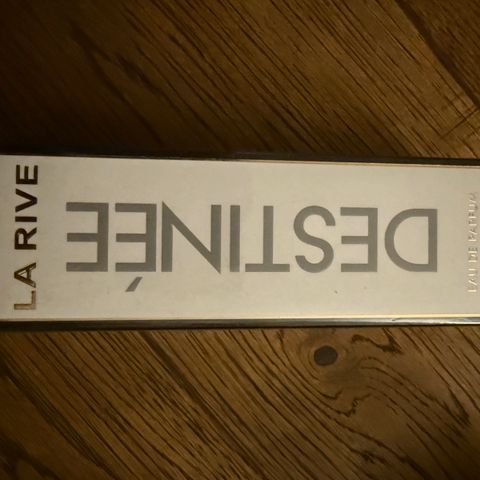 LA RIVE
DESTINÉE
EAU DE PARFUM